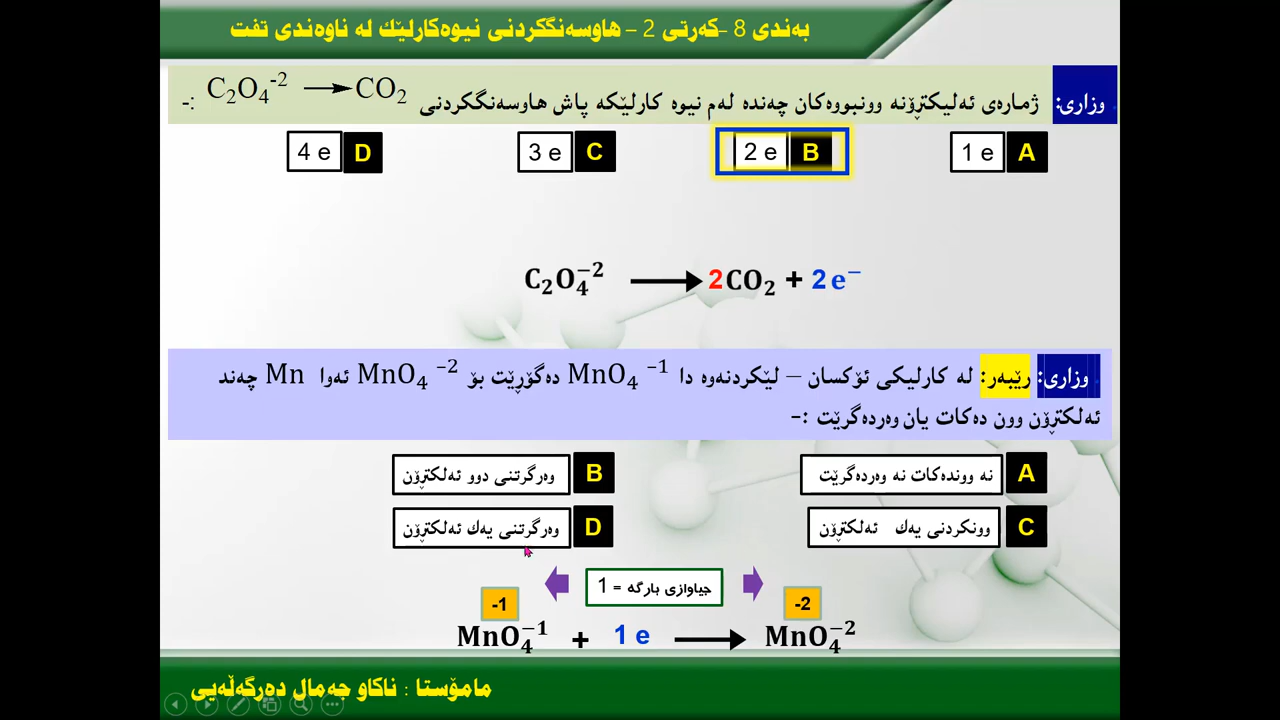 بەندی 8 -کەرتی 2 - هاوسەنگکردنی نیوەکارلێك لە ناوەندی تفت
وزاری: ژمارەی ئەلیکترۆنە وونبووەکان چەندە لەم نیوە کارلێکە پاش هاوسەنگکردنی C₂O₄⁻² ⟶ CO₂ :-
A 1 e
B 2 e
C 3 e
D 4 e
C₂O₄⁻² ⟶ 2CO₂ + 2 e⁻
وزاری: رێبەر: لە کارلیکی ئۆکسان – لێکردنەوە دا MnO₄⁻¹ دەگۆڕێت بۆ MnO₄⁻² ئەوا Mn چەند
ئەلکترۆن وون دەکات یان وەردەگرێت :-
A نە ووندەکات نە وەردەگرێت
B وەرگرتنی دوو ئەلکترۆن
C وونکردنی یەك ئەلکترۆن
D وەرگرتنی یەك ئەلکترۆن
جیاوازی بارگە = 1
-1
-2
MnO₄⁻¹ + 1 e ⟶ MnO₄⁻²
مامۆستا : ناکاو جەمال دەرگەڵەیی